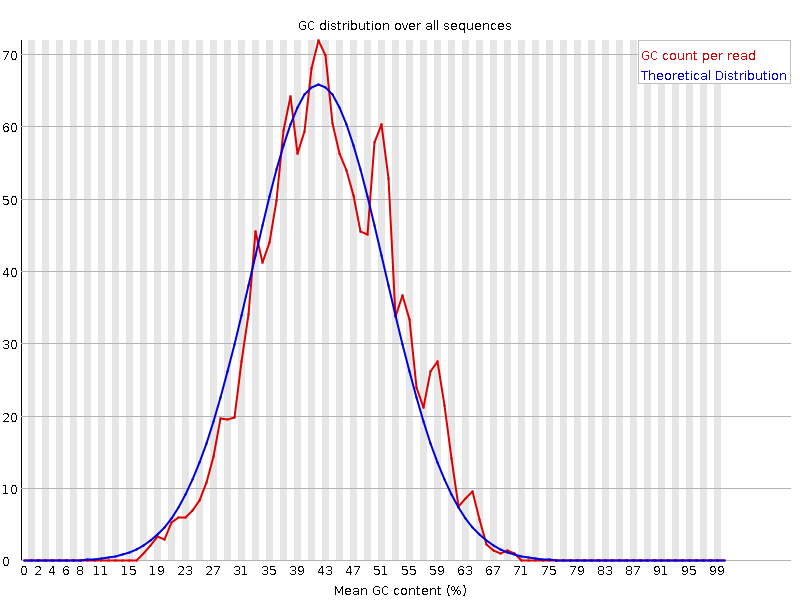 GC distribution over all sequences
GC count per read
Theoretical Distribution
70
60
50
40
30
20
10
0
0 2 4 6 8 11 15 19 23 27 31 35 39 43 47 51 55 59 63 67 71 75 79 83 87 91 95 99
Mean GC content (%)